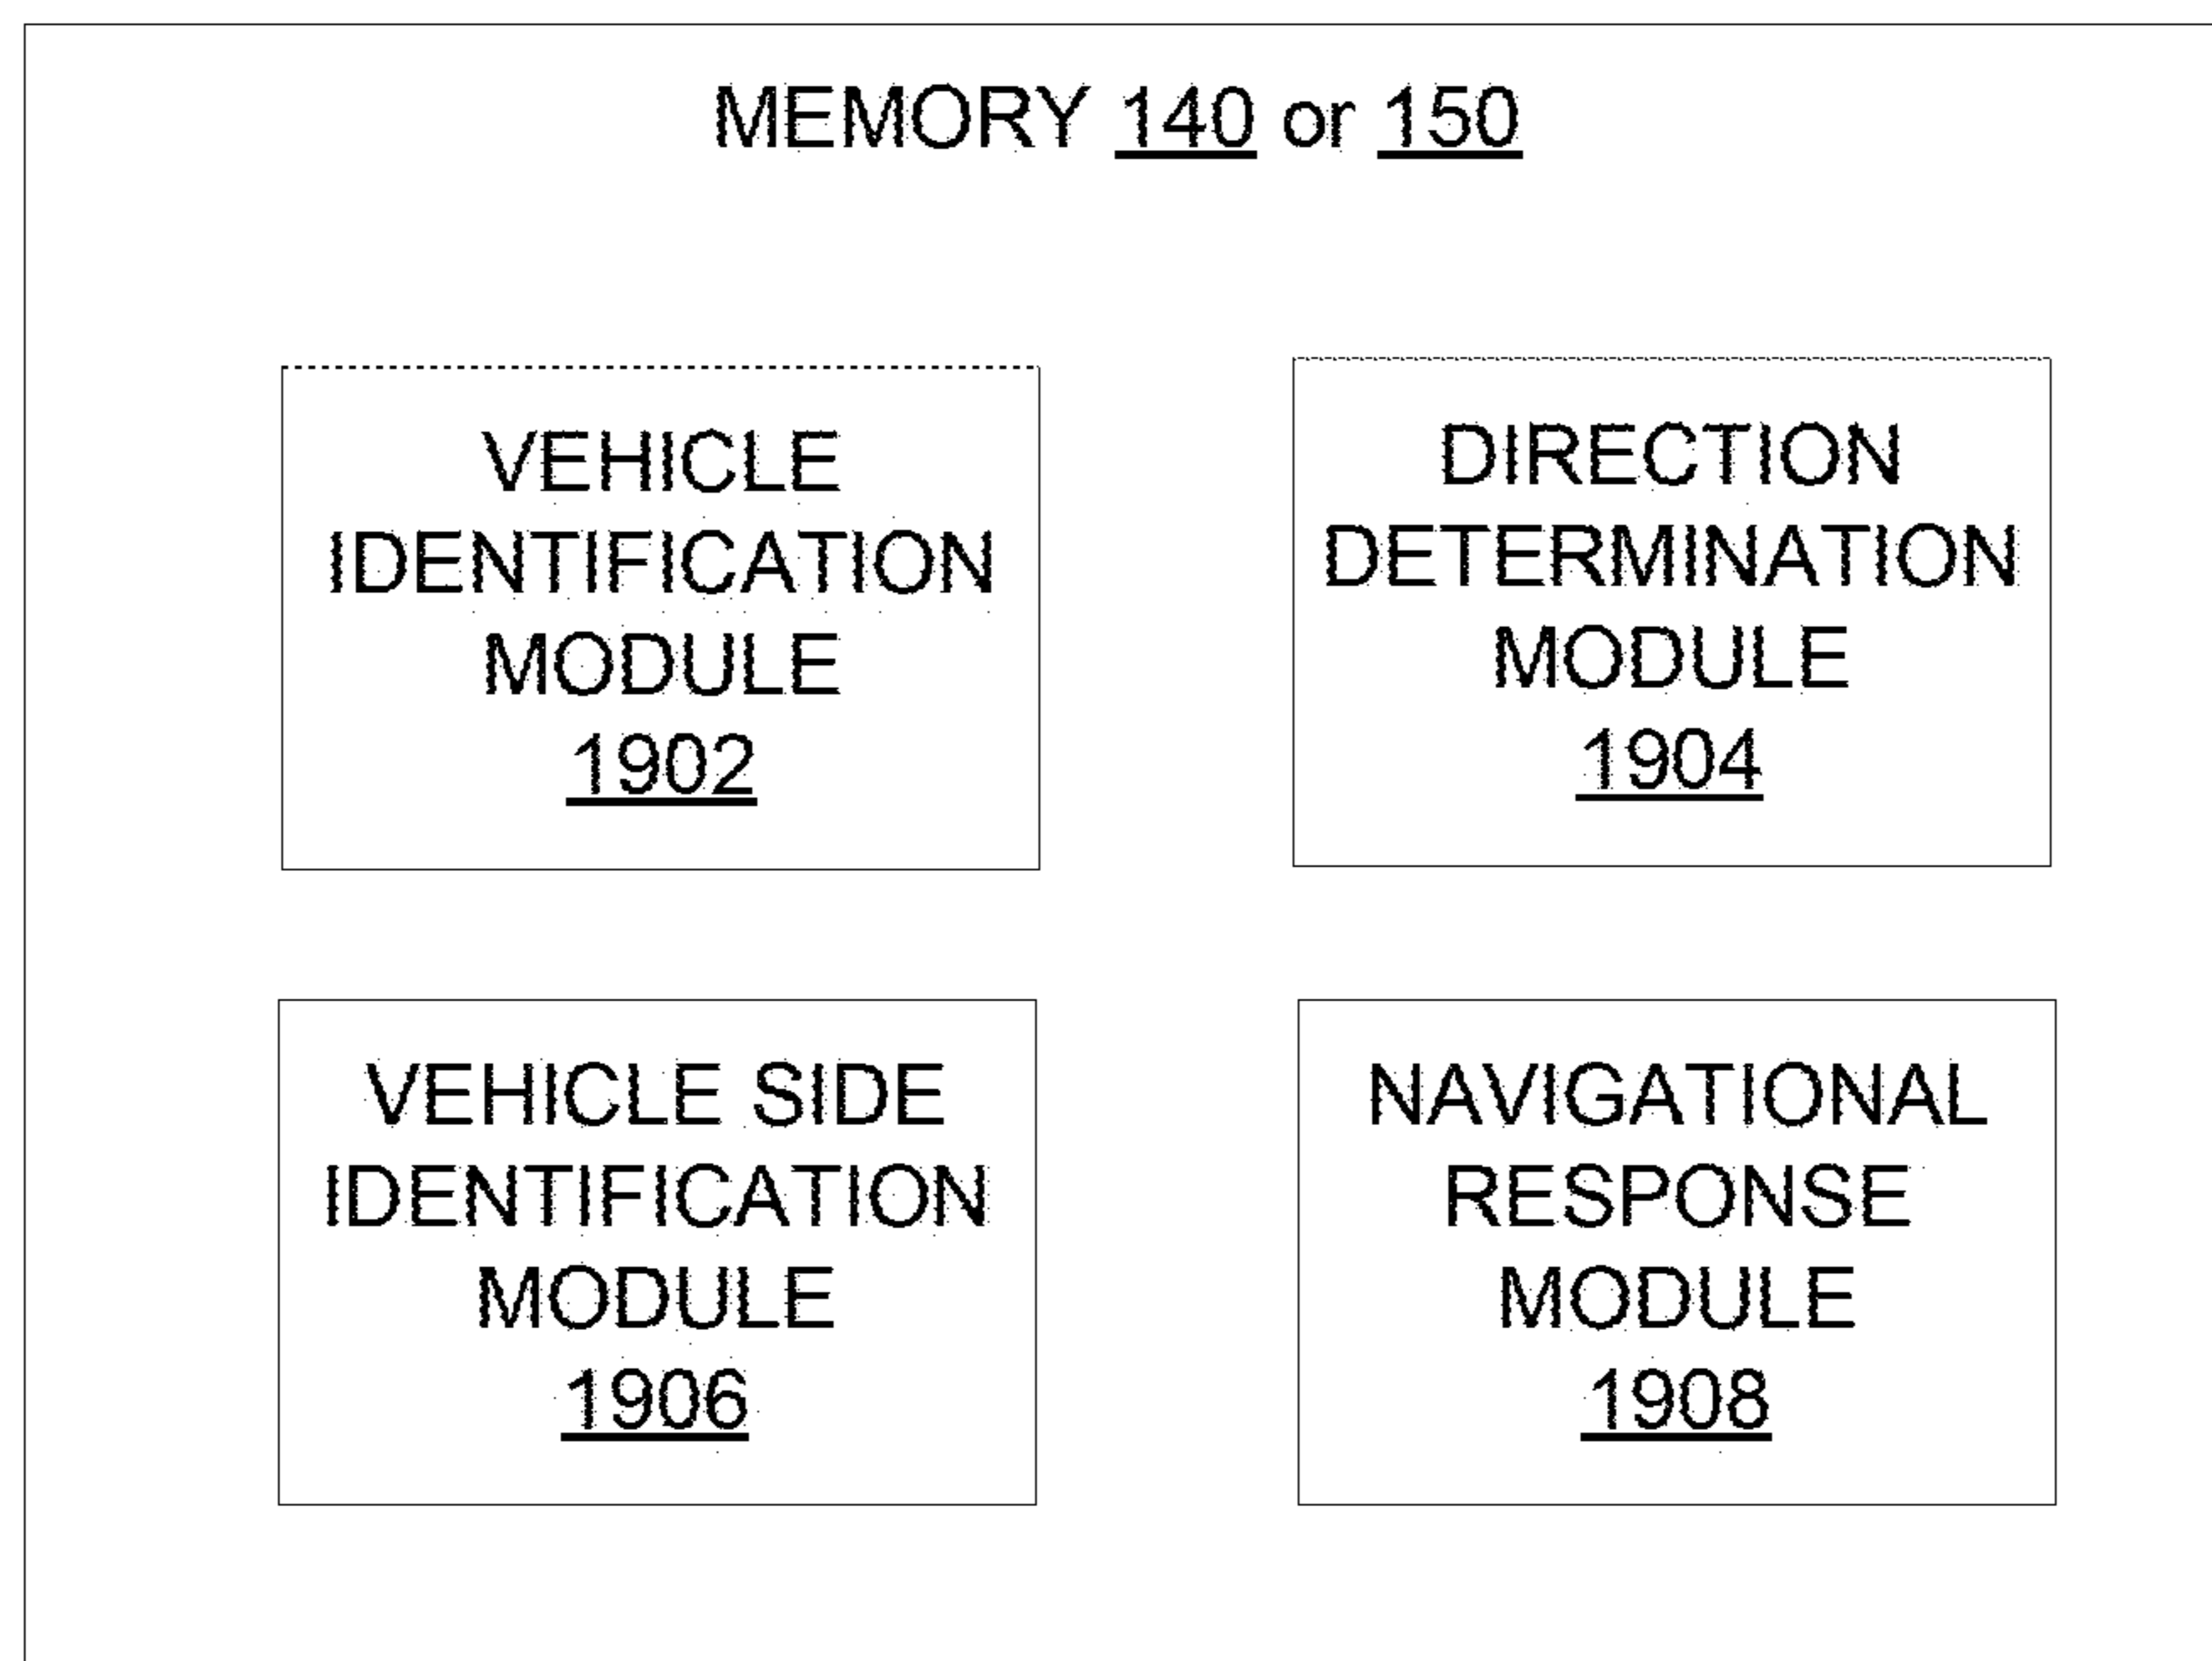 MEMORY 140 or 150
VEHICLE
IDENTIFICATION
MODULE
1902
DIRECTION
DETERMINATION
MODULE
1904
VEHICLE SIDE
IDENTIFICATION
MODULE
1906
NAVIGATIONAL
RESPONSE
MODULE
1908